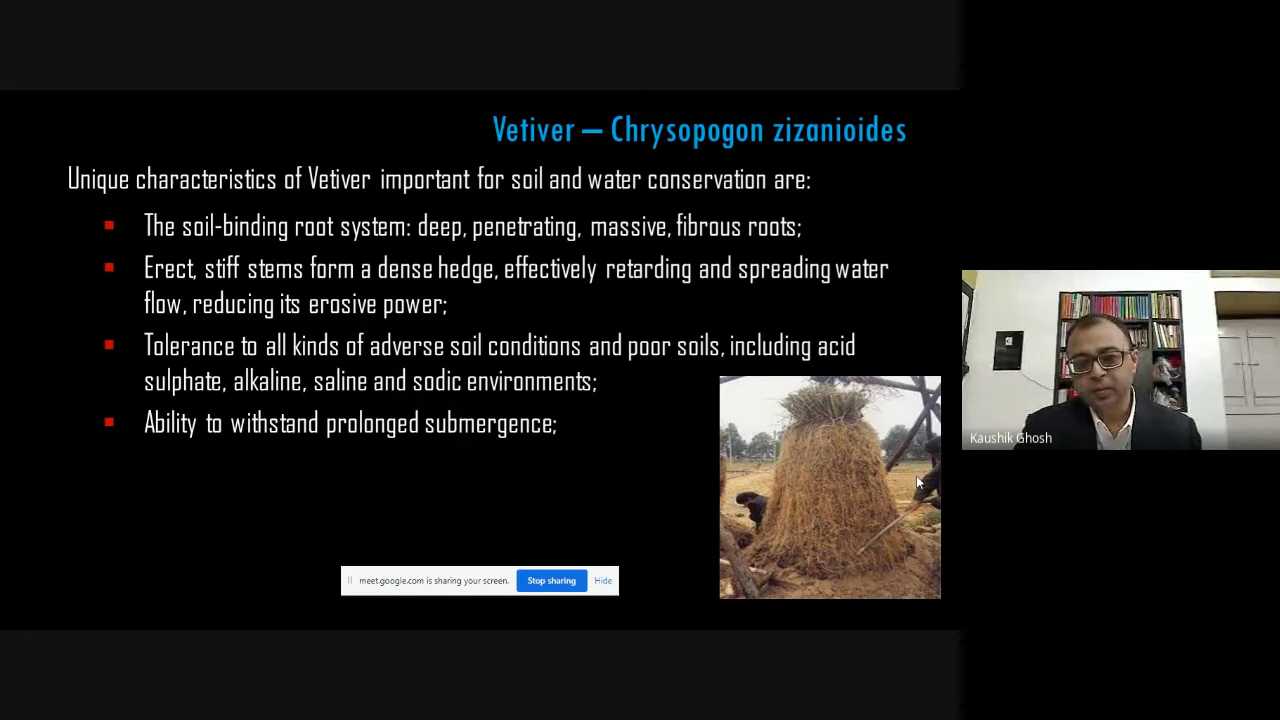 Vetiver – Chrysopogon zizanioides
Unique characteristics of Vetiver important for soil and water conservation are:
The soil-binding root system: deep, penetrating, massive, fibrous roots;
Erect, stiff stems form a dense hedge, effectively retarding and spreading water
flow, reducing its erosive power;
Tolerance to all kinds of adverse soil conditions and poor soils, including acid
sulphate, alkaline, saline and sodic environments;
Ability to withstand prolonged submergence;
Kaushik Ghosh
meet.google.com is sharing your screen. Stop sharing Hide